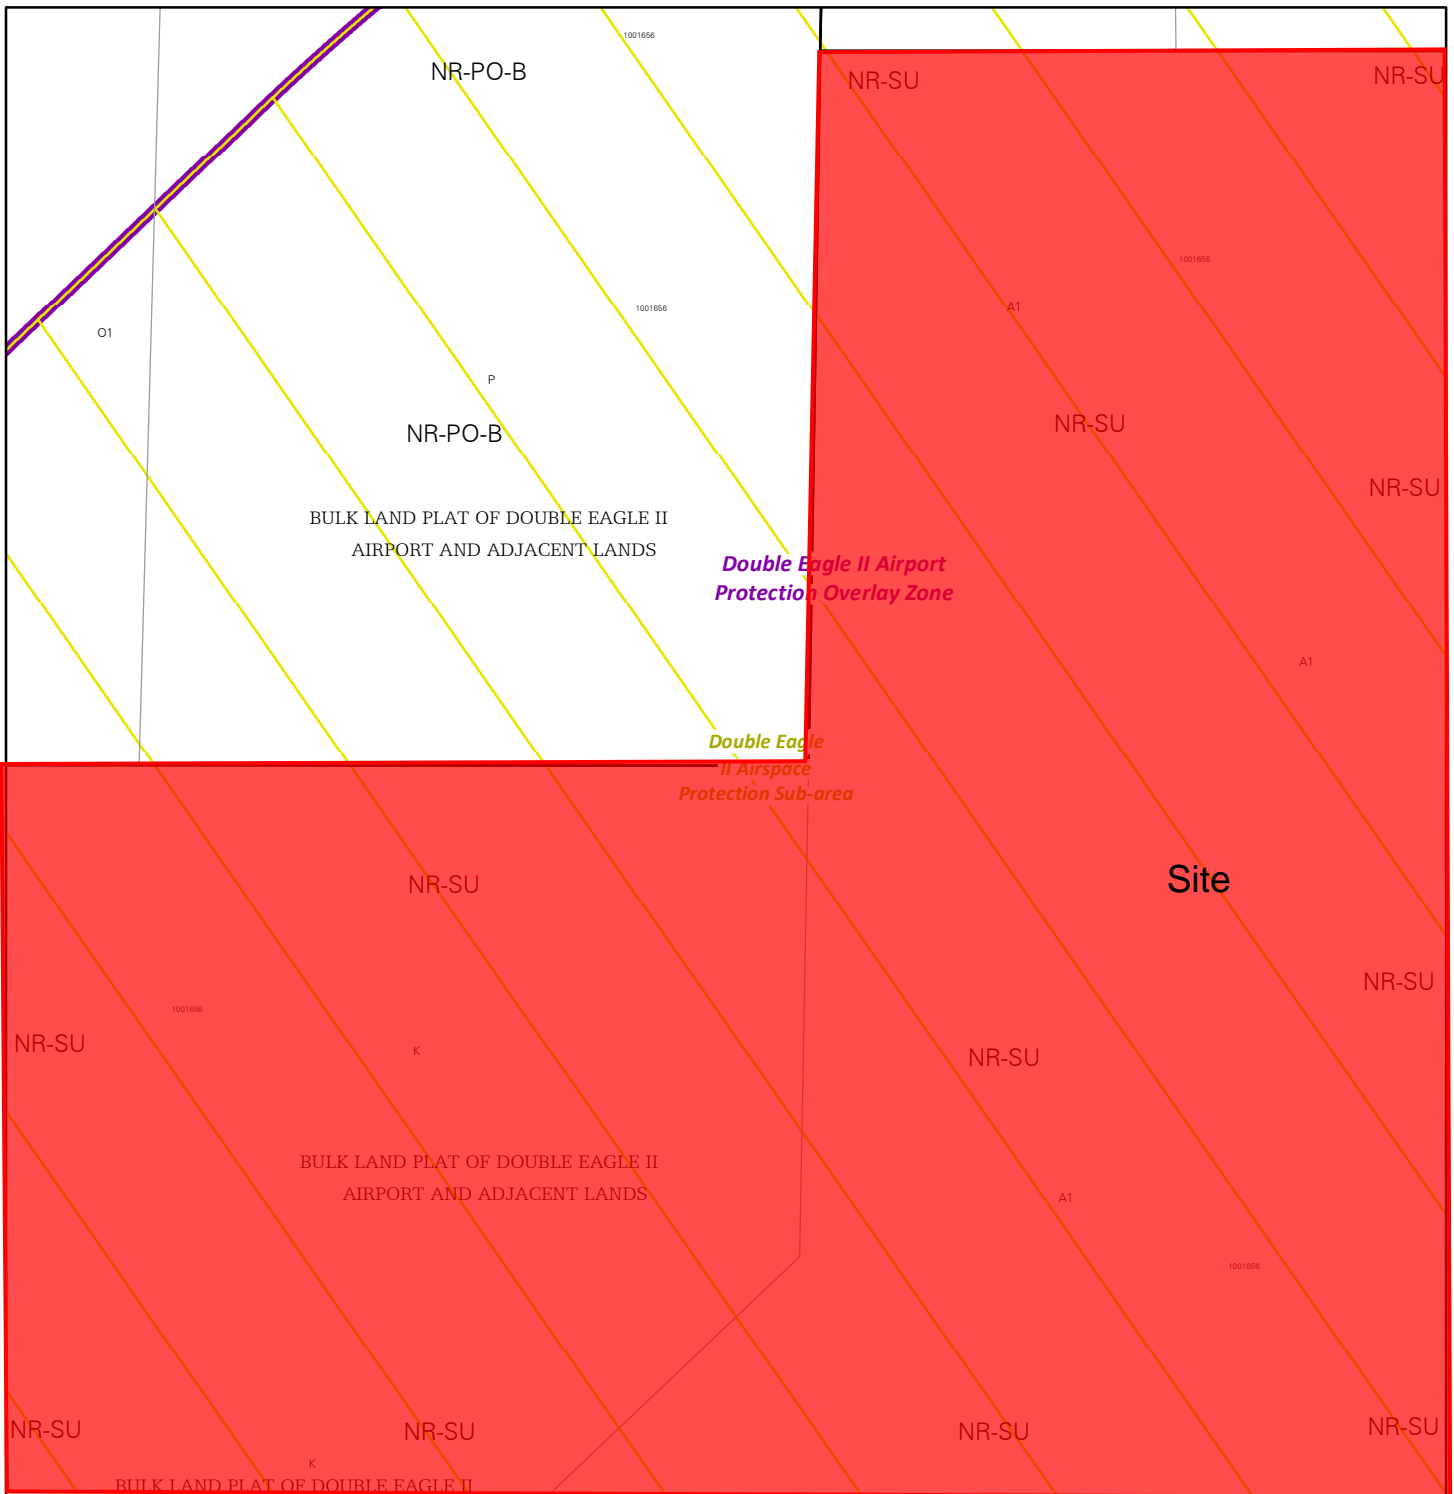 1001656
NR-PO-B
NR-SU
NR-SU
1001656
1001656
A1
O1
P
NR-SU
NR-PO-B
NR-SU
BULK LAND PLAT OF DOUBLE EAGLE II
AIRPORT AND ADJACENT LANDS
Double Eagle II Airport
Protection Overlay Zone
A1
Double Eagle
II Airspace
Protection Sub-area
Site
NR-SU
NR-SU
1001656
NR-SU
K
NR-SU
BULK LAND PLAT OF DOUBLE EAGLE II
AIRPORT AND ADJACENT LANDS
A1
1001656
NR-SU
NR-SU
NR-SU
NR-SU
K
BULK LAND PLAT OF DOUBLE EAGLE II